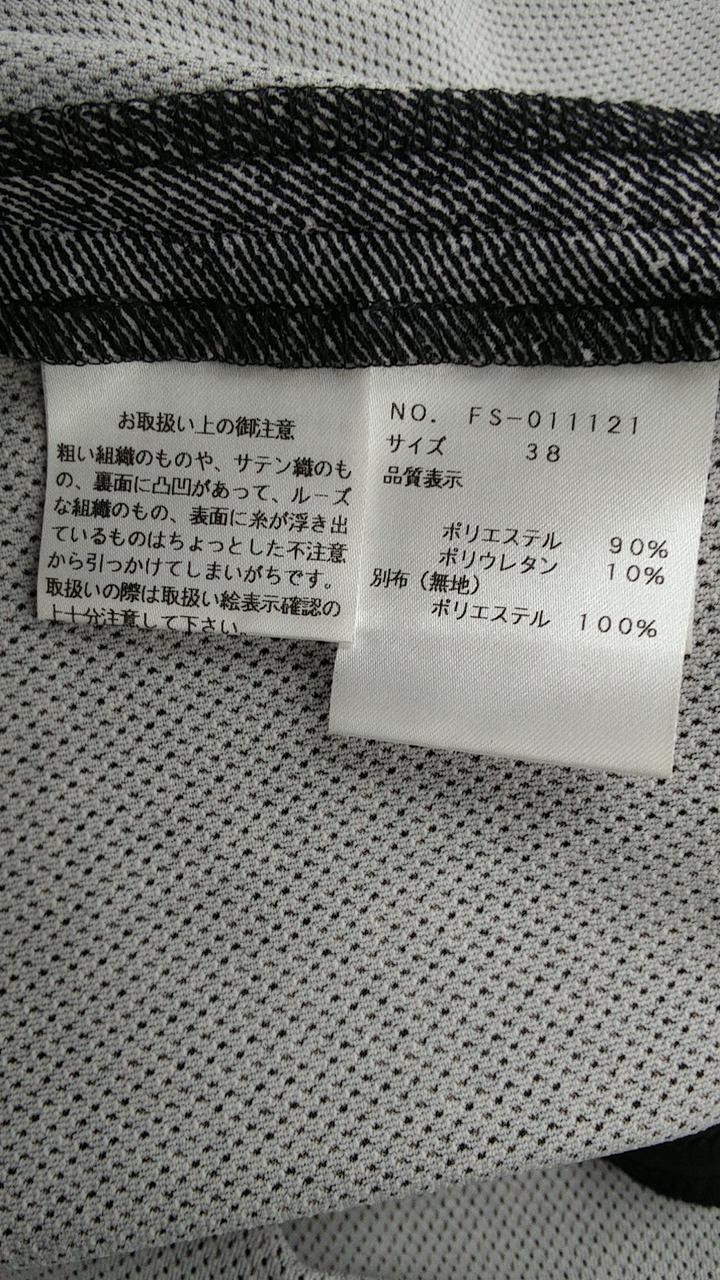 お取扱い上の御注意
粗い組織のものや、サテン織のも
の、裏面に凸凹があって、ルーズ
な組織のもの、表面に糸が浮き出
ているものはちょっとした不注意
から引っかけてしまいがちです。
取扱いの際は取扱い絵表示確認の
上十分注意して下さい。
NO. FS-011121
サイズ 38
品質表示
ポリエステル 90%
ポリウレタン 10%
別布（無地）
ポリエステル 100%